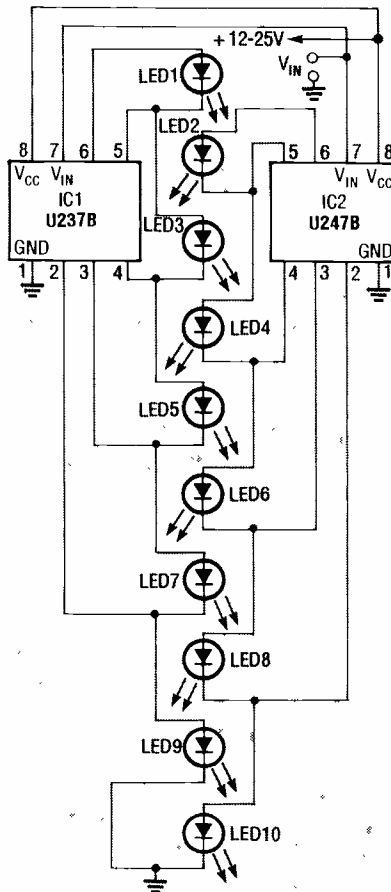 +12-25V
VIN
LED1
LED2
8 7 6 5
VCC VIN
IC1
U237B
GND
1 2 3 4
5 6 7 8
VIN VCC
IC2
U247B
GND
4 3 2 1
LED3
LED4
LED5
LED6
LED7
LED8
LED9
LED10